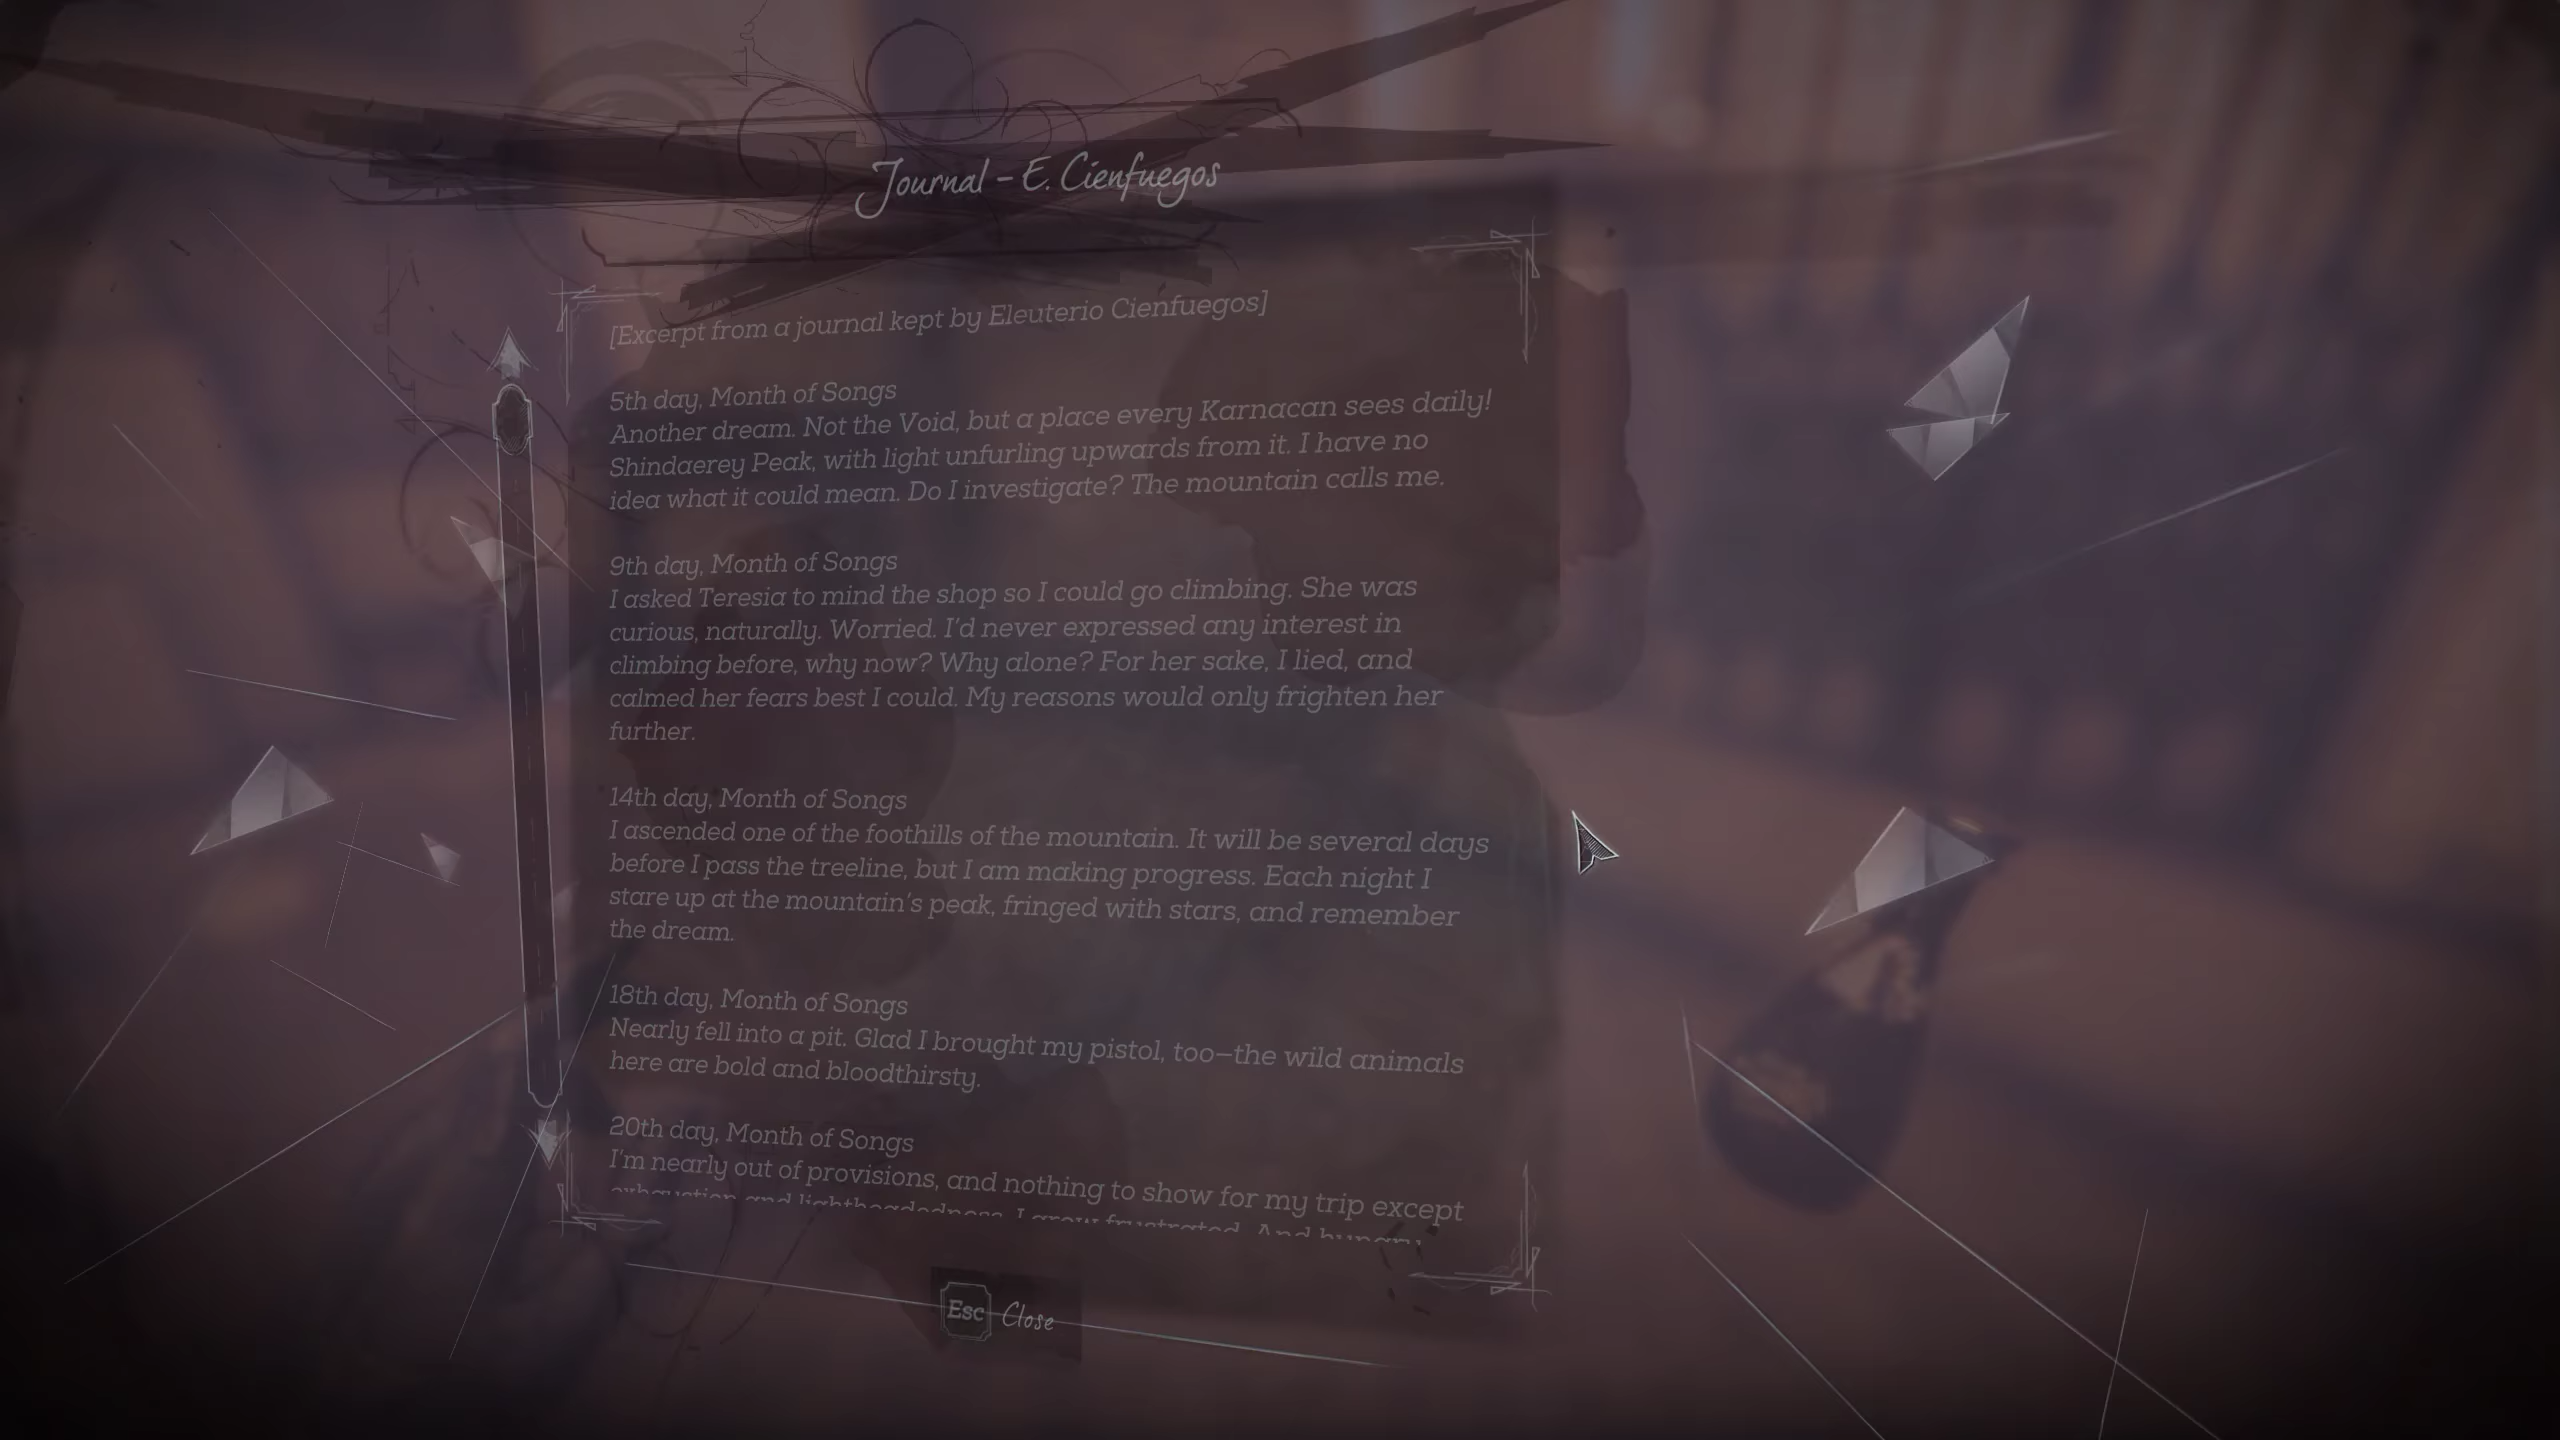 Journal - E. Cienfuegos
[Excerpt from a journal kept by Eleuterio Cienfuegos]
5th day, Month of Songs
Another dream. Not the Void, but a place every Karnacan sees daily!
Shindaerey Peak, with light unfurling upwards from it. I have no
idea what it could mean. Do I investigate? The mountain calls me.
9th day, Month of Songs
I asked Teresia to mind the shop so I could go climbing. She was
curious, naturally. Worried. I'd never expressed any interest in
climbing before, why now? Why alone? For her sake, I lied, and
calmed her fears best I could. My reasons would only frighten her
further.
14th day, Month of Songs
I ascended one of the foothills of the mountain. It will be several days
before I pass the treeline, but I am making progress. Each night I
stare up at the mountain's peak, fringed with stars, and remember
the dream.
18th day, Month of Songs
Nearly fell into a pit. Glad I brought my pistol, too—the wild animals
here are bold and bloodthirsty.
20th day, Month of Songs
I'm nearly out of provisions, and nothing to show for my trip except
exhaustion and lightheadedness. I grow frustrated. And hungry.
Esc Close